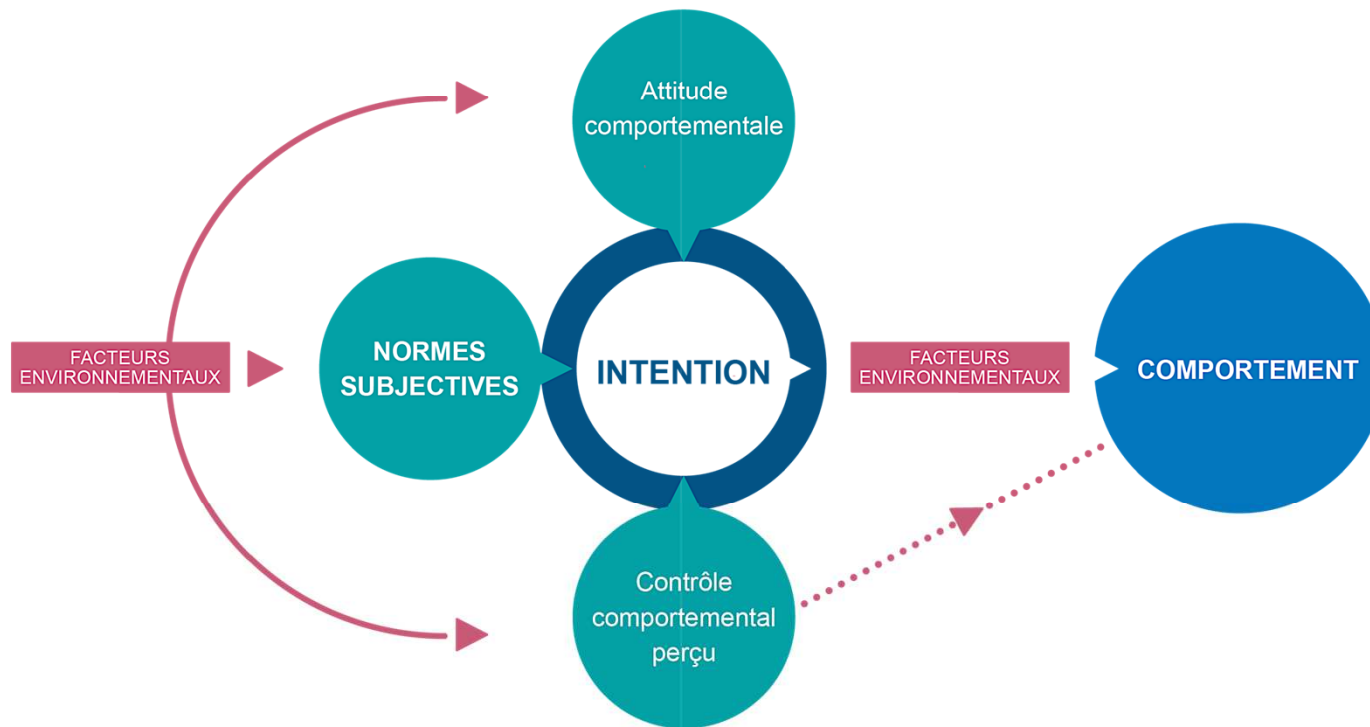 Attitude
comportementale
FACTEURS
ENVIRONNEMENTAUX
NORMES
SUBJECTIVES
INTENTION
FACTEURS
ENVIRONNEMENTAUX
COMPORTEMENT
Contrôle
comportemental
perçu